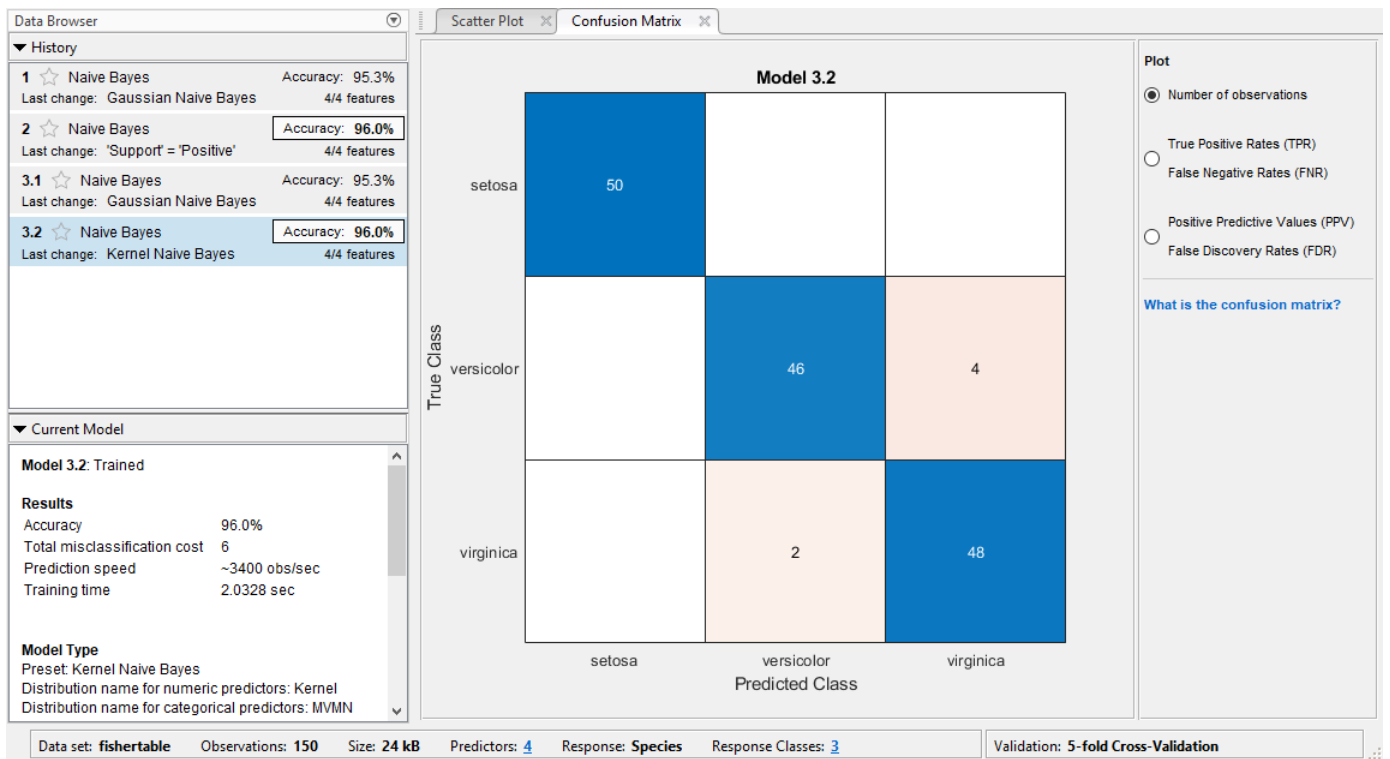 Data Browser
History
1 Naive Bayes Accuracy: 95.3%
Last change: Gaussian Naive Bayes 4/4 features
2 Naive Bayes Accuracy: 96.0%
Last change: 'Support' = 'Positive' 4/4 features
3.1 Naive Bayes Accuracy: 95.3%
Last change: Gaussian Naive Bayes 4/4 features
3.2 Naive Bayes Accuracy: 96.0%
Last change: Kernel Naive Bayes 4/4 features
Current Model
Model 3.2: Trained
Results
Accuracy 96.0%
Total misclassification cost 6
Prediction speed ~3400 obs/sec
Training time 2.0328 sec
Model Type
Preset: Kernel Naive Bayes
Distribution name for numeric predictors: Kernel
Distribution name for categorical predictors: MVMN
Scatter Plot Confusion Matrix
Model 3.2
True Class
setosa 50
versicolor 46 4
virginica 2 48
setosa versicolor virginica
Predicted Class
Plot
Number of observations
True Positive Rates (TPR)
False Negative Rates (FNR)
Positive Predictive Values (PPV)
False Discovery Rates (FDR)
What is the confusion matrix?
Data set: fishertable Observations: 150 Size: 24 kB Predictors: 4 Response: Species Response Classes: 3 Validation: 5-fold Cross-Validation